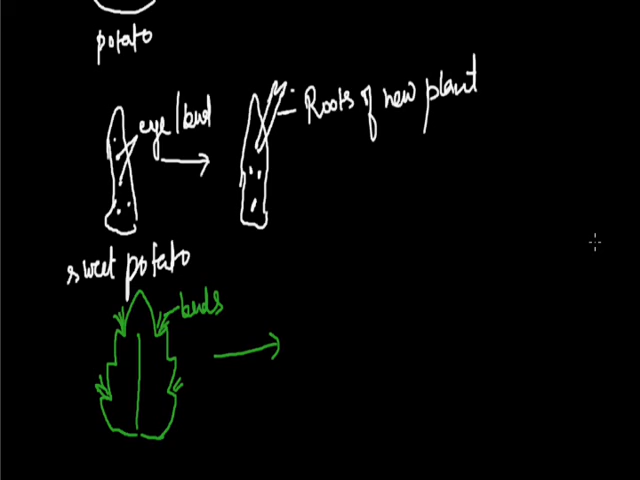 potato
eye/bud
Roots of new plant
sweet potato
buds